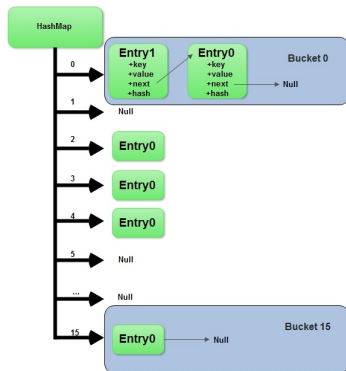 HashMap
Entry1
+key
+value
+next
+hash
Entry0
+key
+value
+next
+hash
Bucket 0
Null
0
1
Null
2
Entry0
3
Entry0
4
Entry0
5
Null
...
Null
15
Entry0
Null
Bucket 15